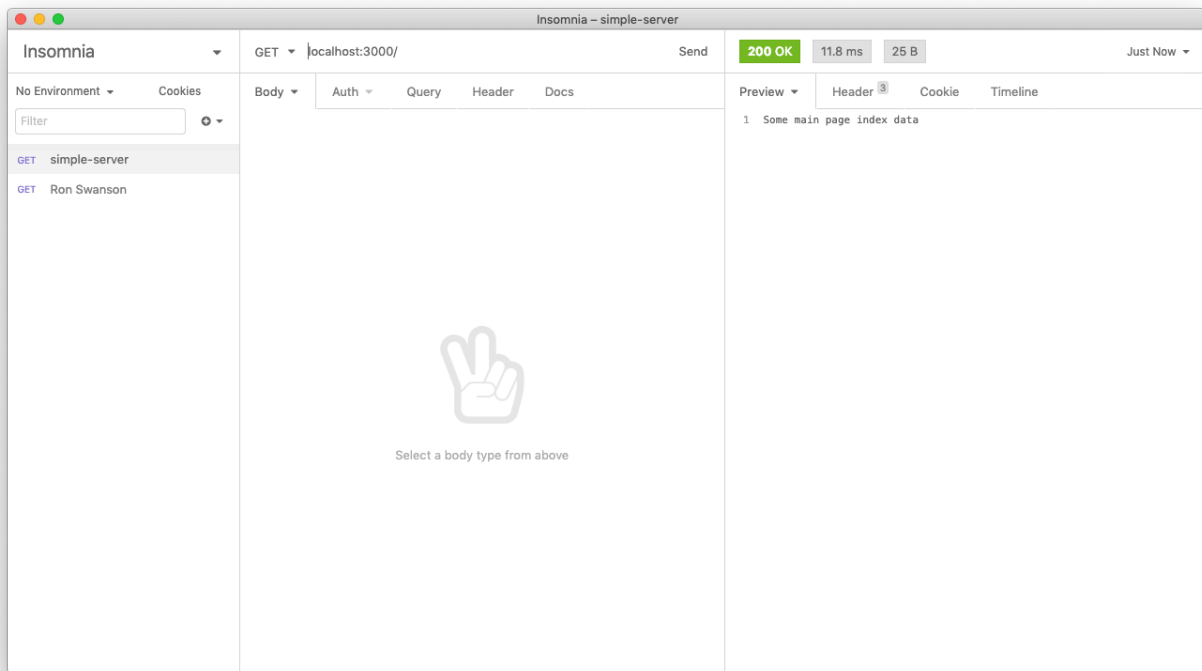 Insomnia – simple-server
Insomnia
GET localhost:3000/ Send
200 OK 11.8 ms 25 B Just Now
No Environment Cookies
Body Auth Query Header Docs
Preview Header 3 Cookie Timeline
Filter
1 Some main page index data
GET simple-server
GET Ron Swanson
Select a body type from above